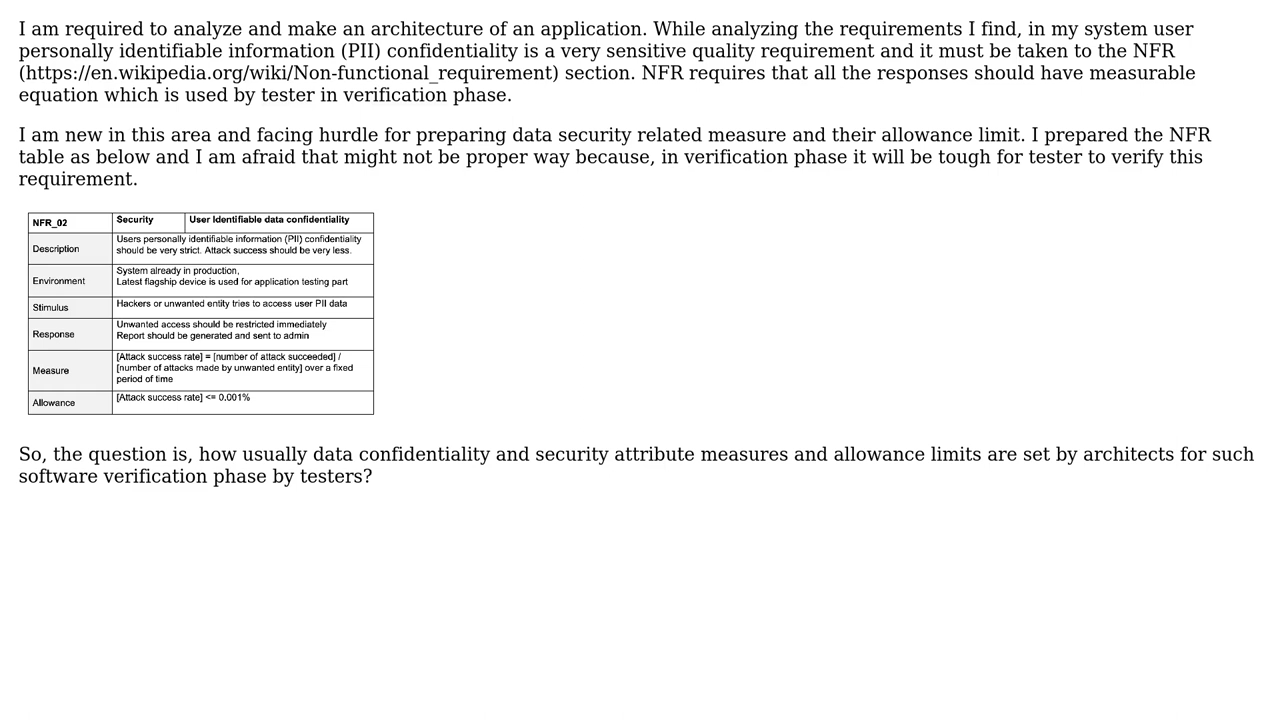 I am required to analyze and make an architecture of an application. While analyzing the requirements I find, in my system user
personally identifiable information (PII) confidentiality is a very sensitive quality requirement and it must be taken to the NFR
(https://en.wikipedia.org/wiki/Non-functional_requirement) section. NFR requires that all the responses should have measurable
equation which is used by tester in verification phase.
I am new in this area and facing hurdle for preparing data security related measure and their allowance limit. I prepared the NFR
table as below and I am afraid that might not be proper way because, in verification phase it will be tough for tester to verify this
requirement.
NFR_02 Security User Identifiable data confidentiality
Description
Users personally identifiable information (PII) confidentiality
should be very strict. Attack success should be very less.
Environment
System already in production,
Latest flagship device is used for application testing part
Stimulus
Hackers or unwanted entity tries to access user PII data
Response
Unwanted access should be restricted immediately
Report should be generated and sent to admin
Measure
[Attack success rate] = [number of attack succeeded] /
[number of attacks made by unwanted entity] over a fixed
period of time
Allowance
[Attack success rate] <= 0.001%
So, the question is, how usually data confidentiality and security attribute measures and allowance limits are set by architects for such
software verification phase by testers?